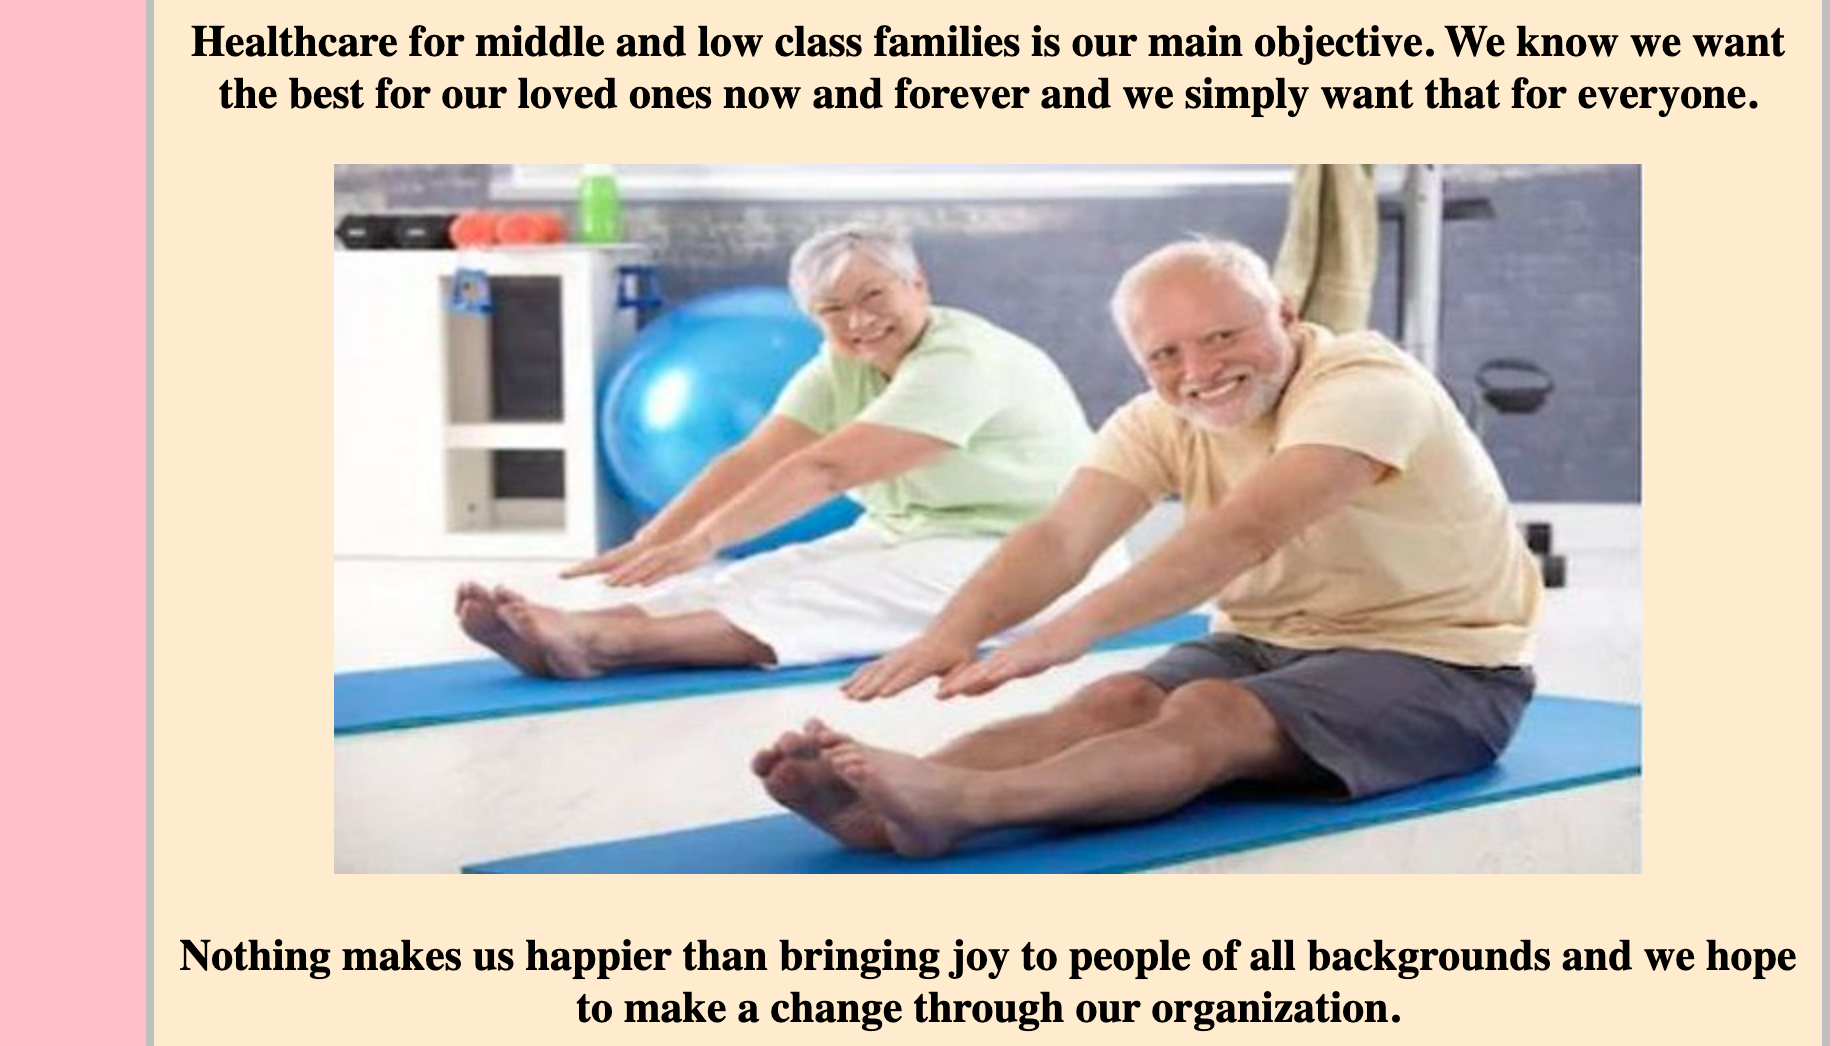 Healthcare for middle and low class families is our main objective. We know we want
the best for our loved ones now and forever and we simply want that for everyone.
Nothing makes us happier than bringing joy to people of all backgrounds and we hope
to make a change through our organization.